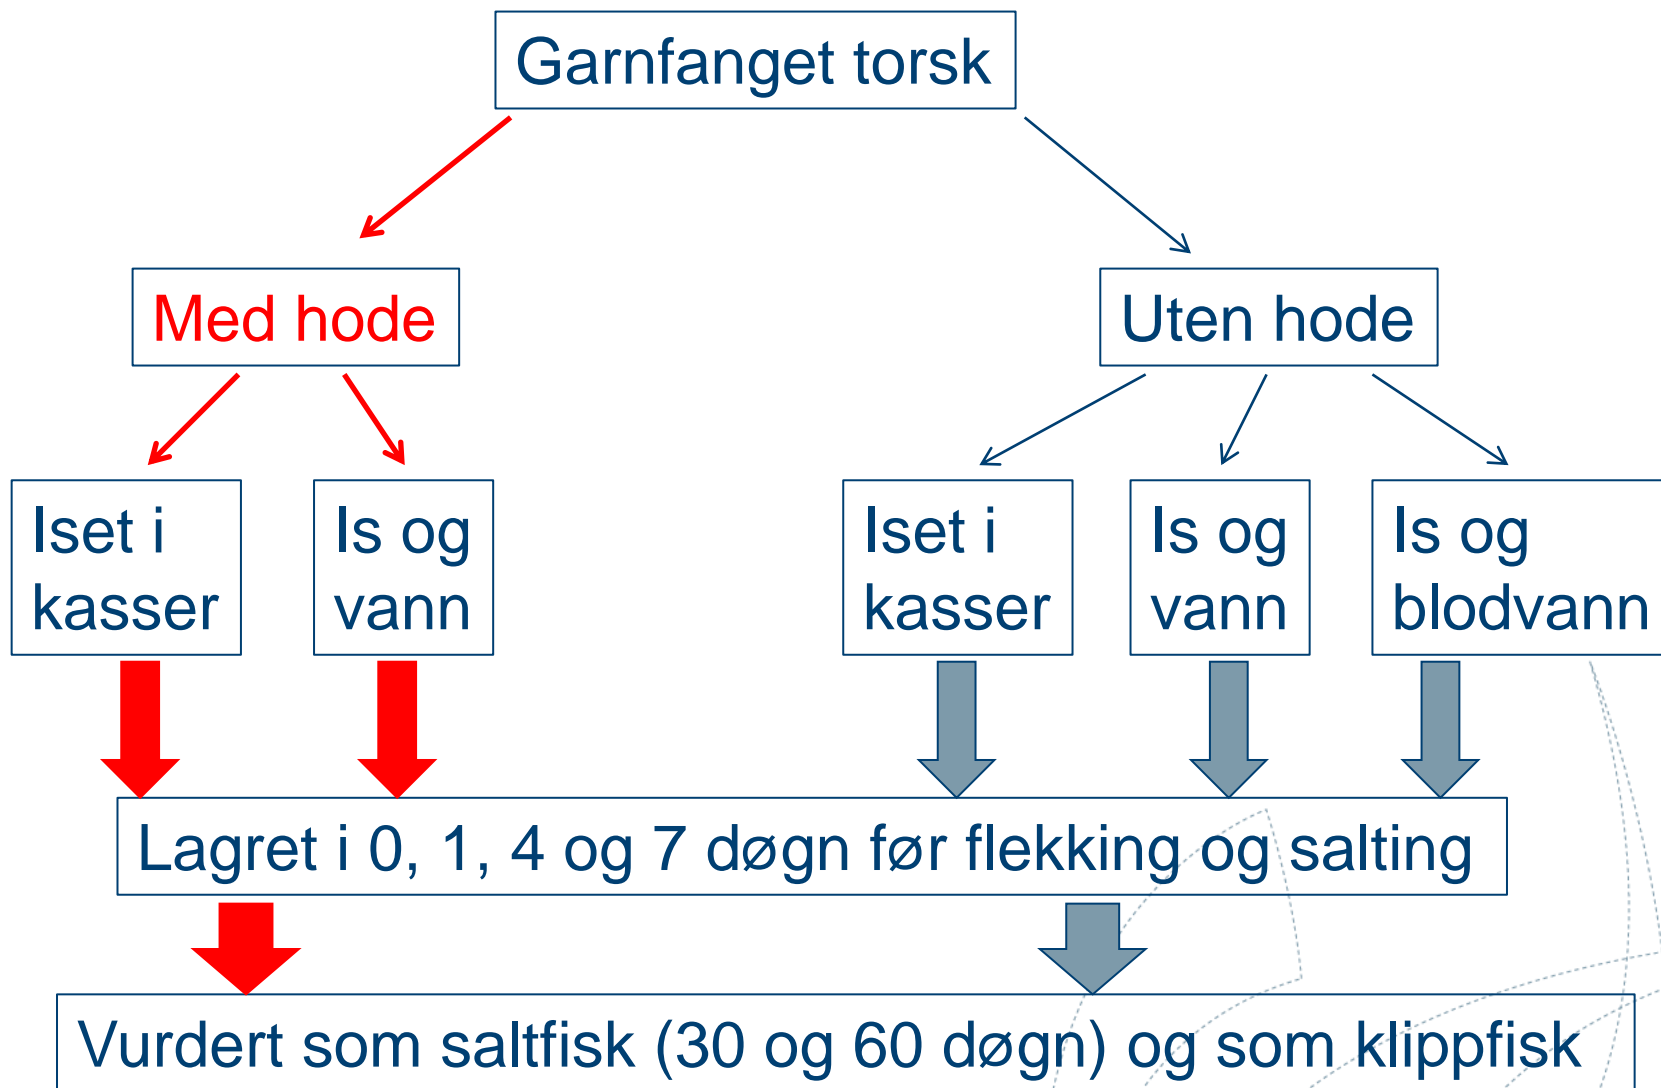 Garnfanget torsk
Med hode
Uten hode
Iset i
kasser
Is og
vann
Iset i
kasser
Is og
vann
Is og
blodvann
Lagret i 0, 1, 4 og 7 døgn før flekking og salting
Vurdert som saltfisk (30 og 60 døgn) og som klippfisk